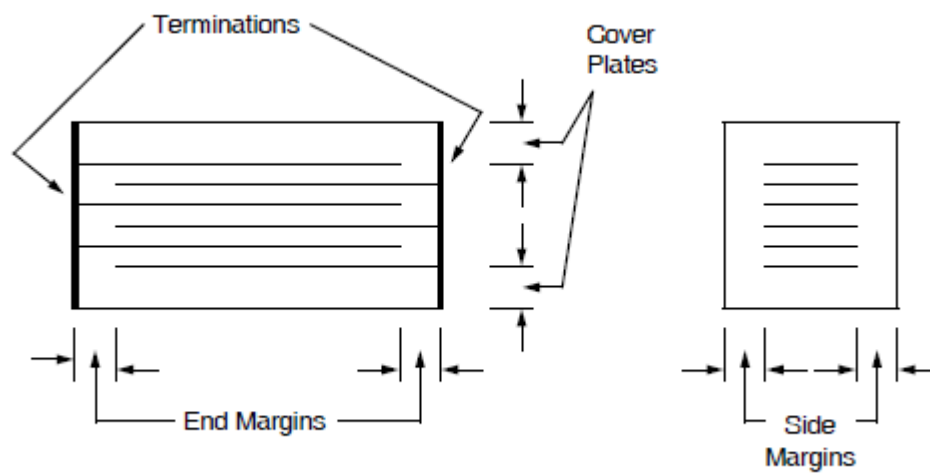 Terminations
Cover
Plates
End Margins
Side
Margins